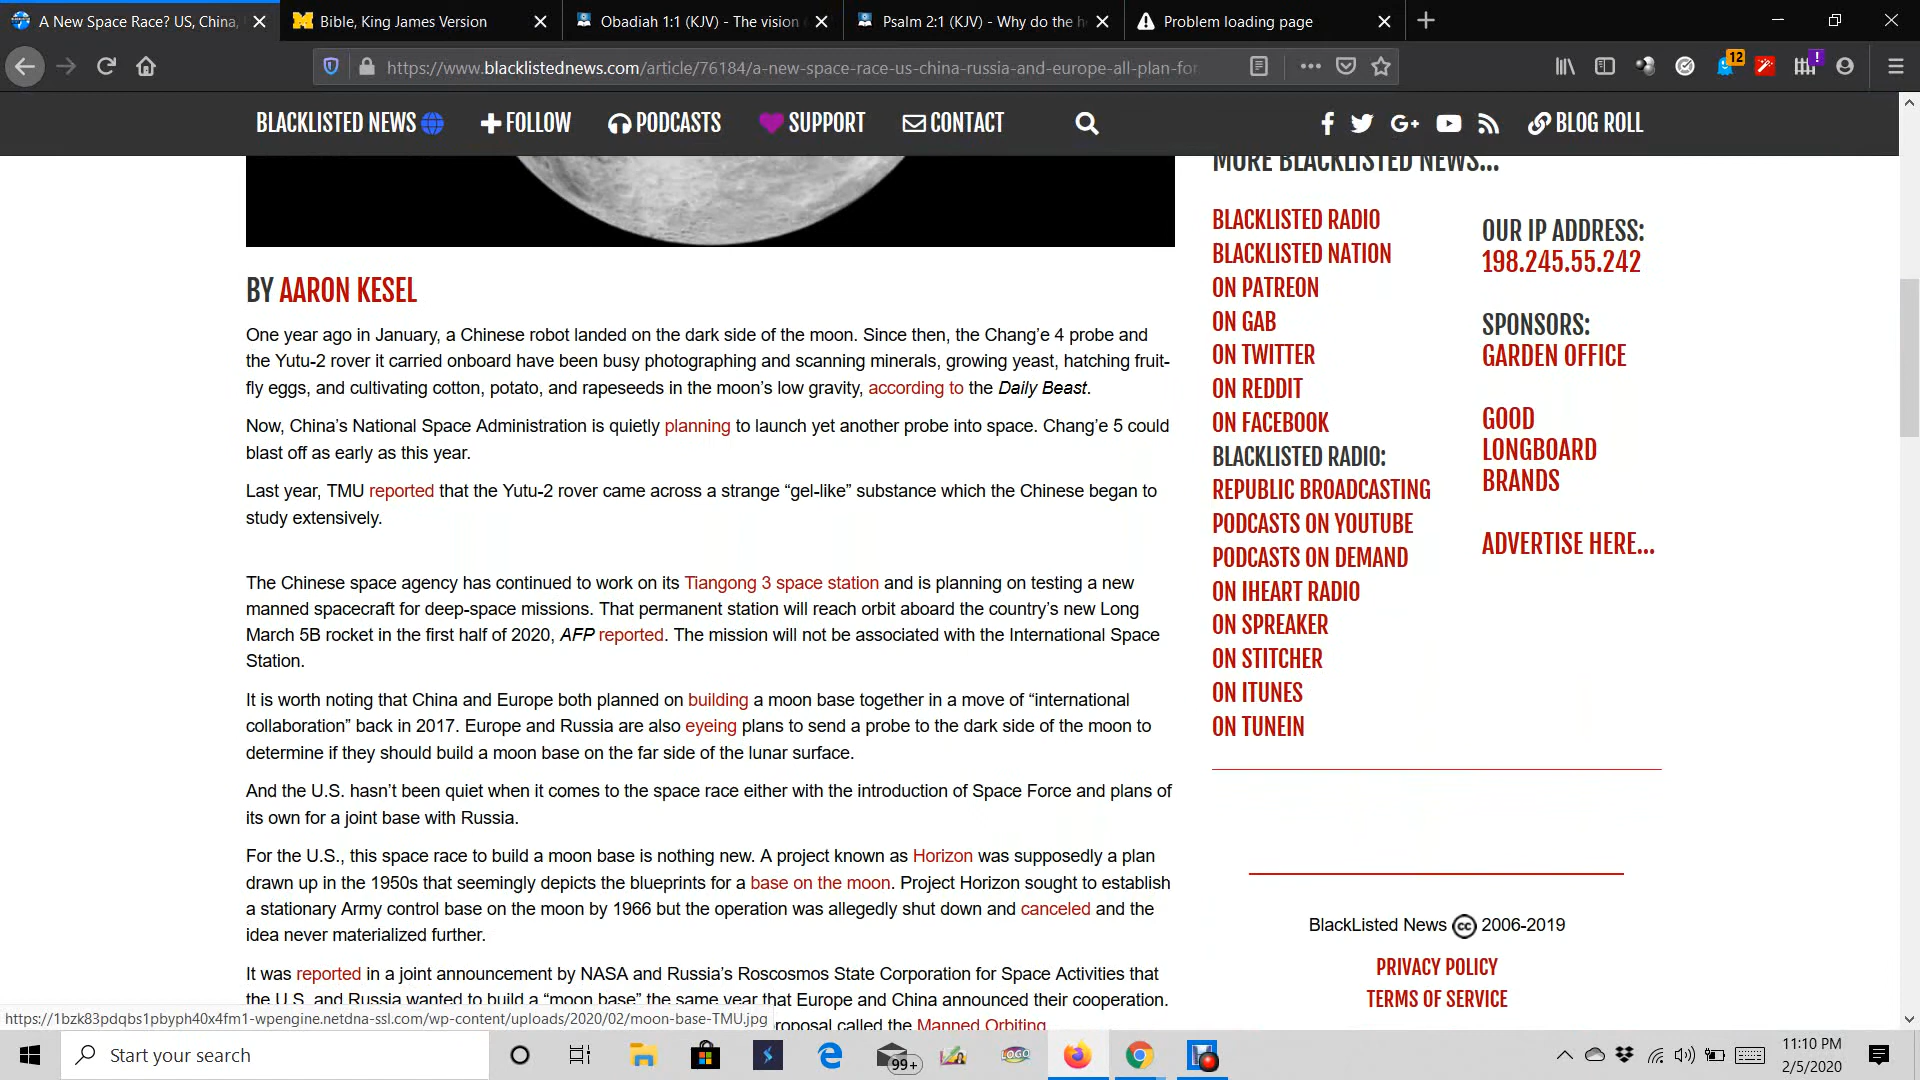 A New Space Race? US, China,
Bible, King James Version
Obadiah 1:1 (KJV) - The vision
Psalm 2:1 (KJV) - Why do the h
Problem loading page
https://www.blacklistednews.com/article/76184/a-new-space-race-us-china-russia-and-europe-all-plan-for
12
BLACKLISTED NEWS
FOLLOW
PODCASTS
SUPPORT
CONTACT
BLOG ROLL
BY AARON KESEL
One year ago in January, a Chinese robot landed on the dark side of the moon. Since then, the Chang’e 4 probe and
the Yutu-2 rover it carried onboard have been busy photographing and scanning minerals, growing yeast, hatching fruit-
fly eggs, and cultivating cotton, potato, and rapeseeds in the moon’s low gravity, according to the Daily Beast.
Now, China’s National Space Administration is quietly planning to launch yet another probe into space. Chang’e 5 could
blast off as early as this year.
Last year, TMU reported that the Yutu-2 rover came across a strange “gel-like” substance which the Chinese began to
study extensively.
The Chinese space agency has continued to work on its Tiangong 3 space station and is planning on testing a new
manned spacecraft for deep-space missions. That permanent station will reach orbit aboard the country’s new Long
March 5B rocket in the first half of 2020, AFP reported. The mission will not be associated with the International Space
Station.
It is worth noting that China and Europe both planned on building a moon base together in a move of “international
collaboration” back in 2017. Europe and Russia are also eyeing plans to send a probe to the dark side of the moon to
determine if they should build a moon base on the far side of the lunar surface.
And the U.S. hasn’t been quiet when it comes to the space race either with the introduction of Space Force and plans of
its own for a joint base with Russia.
For the U.S., this space race to build a moon base is nothing new. A project known as Horizon was supposedly a plan
drawn up in the 1950s that seemingly depicts the blueprints for a base on the moon. Project Horizon sought to establish
a stationary Army control base on the moon by 1966 but the operation was allegedly shut down and canceled and the
idea never materialized further.
It was reported in a joint announcement by NASA and Russia’s Roscosmos State Corporation for Space Activities that
the U.S. and Russia wanted to build a “moon base” the same year that Europe and China announced their cooperation.
roposal called the Manned Orbiting
MORE BLACKLISTED NEWS...
BLACKLISTED RADIO
BLACKLISTED NATION
ON PATREON
ON GAB
ON TWITTER
ON REDDIT
ON FACEBOOK
BLACKLISTED RADIO:
REPUBLIC BROADCASTING
PODCASTS ON YOUTUBE
PODCASTS ON DEMAND
ON IHEART RADIO
ON SPREAKER
ON STITCHER
ON ITUNES
ON TUNEIN
OUR IP ADDRESS:
198.245.55.242
SPONSORS:
GARDEN OFFICE
GOOD
LONGBOARD
BRANDS
ADVERTISE HERE...
BlackListed News cc 2006-2019
PRIVACY POLICY
TERMS OF SERVICE
https://1bzk83pdqbs1pbyph40x4fm1-wpengine.netdna-ssl.com/wp-content/uploads/2020/02/moon-base-TMU.jpg
Start your search
99+
LOGO
11:10 PM
2/5/2020